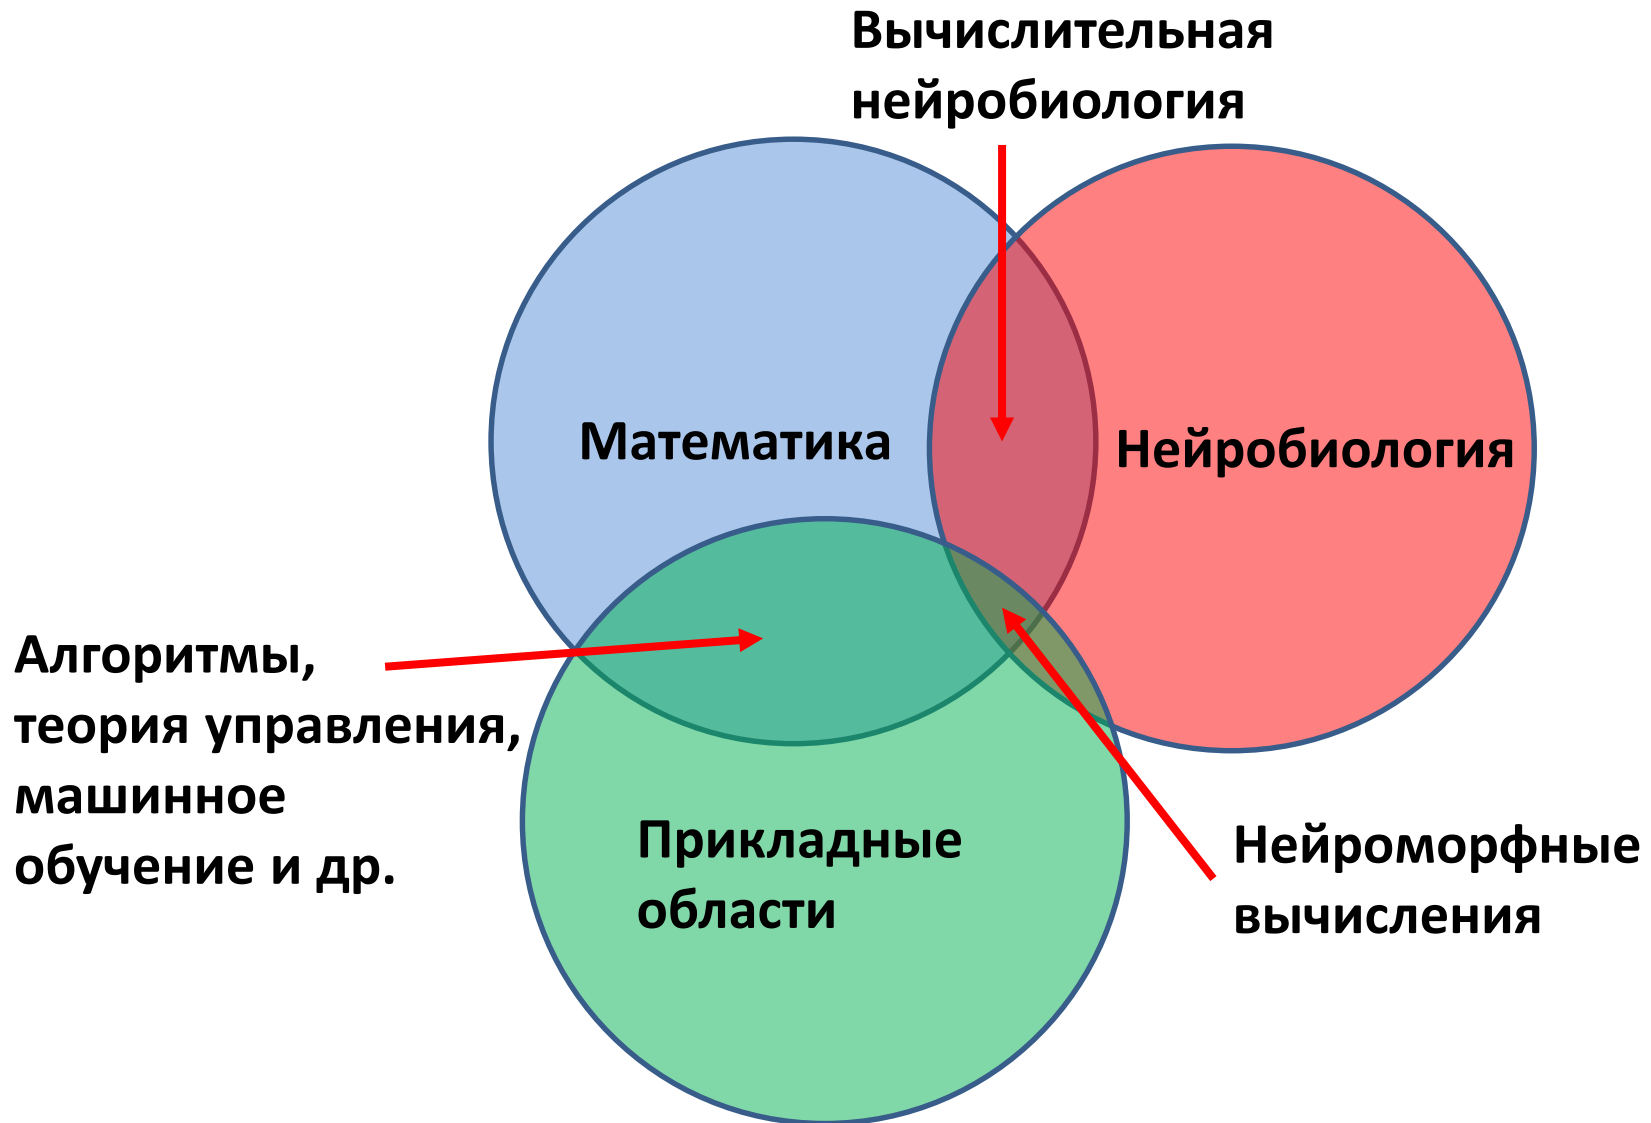 Вычислительная
нейробиология
Математика
Нейробиология
Алгоритмы,
теория управления,
машинное
обучение и др.
Прикладные
области
Нейроморфные
вычисления